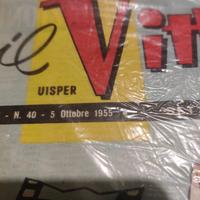 il Vit
UISPER
- N. 40 - 5 Ottobre 1955